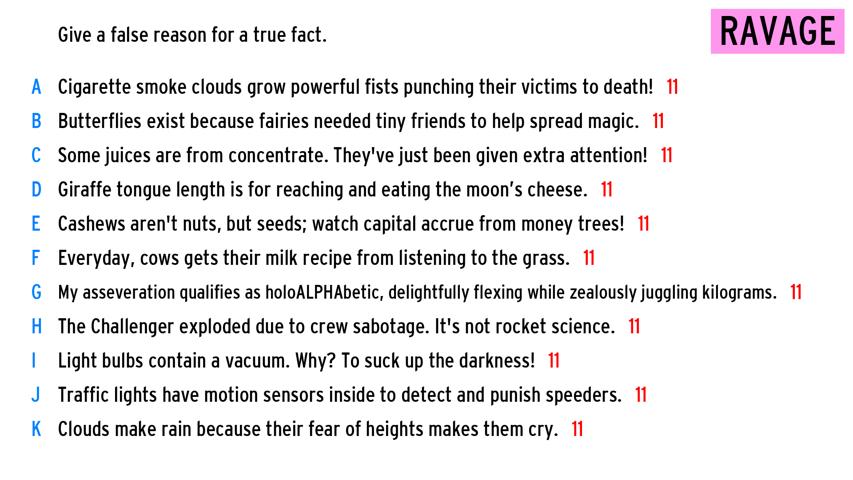 Give a false reason for a true fact.
RAVAGE
A Cigarette smoke clouds grow powerful fists punching their victims to death! 11
B Butterflies exist because fairies needed tiny friends to help spread magic. 11
C Some juices are from concentrate. They've just been given extra attention! 11
D Giraffe tongue length is for reaching and eating the moon's cheese. 11
E Cashews aren't nuts, but seeds; watch capital accrue from money trees! 11
F Everyday, cows gets their milk recipe from listening to the grass. 11
G My asseveration qualifies as holoALPHAbetic, delightfully flexing while zealously juggling kilograms. 11
H The Challenger exploded due to crew sabotage. It's not rocket science. 11
I Light bulbs contain a vacuum. Why? To suck up the darkness! 11
J Traffic lights have motion sensors inside to detect and punish speeders. 11
K Clouds make rain because their fear of heights makes them cry. 11